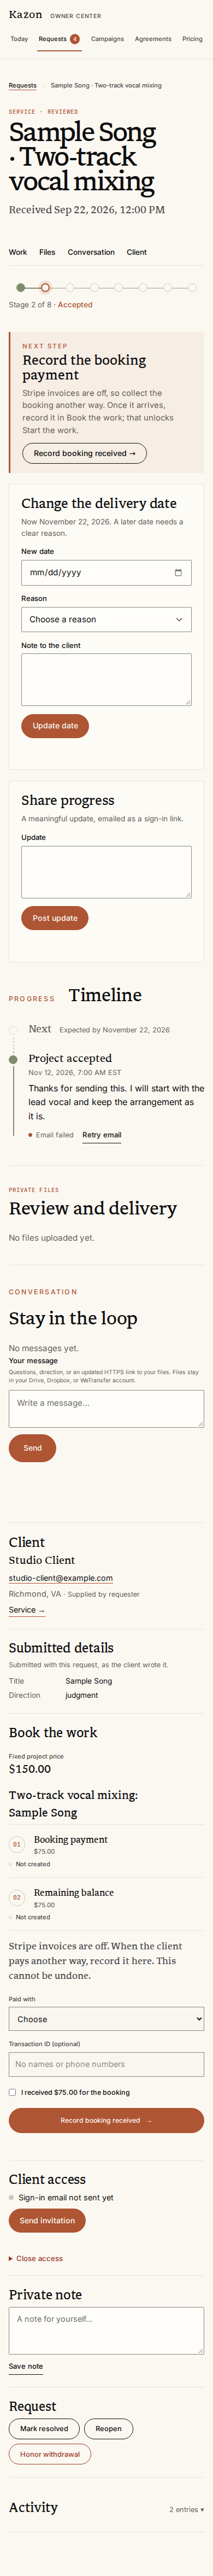 Kazon OWNER CENTER
Today Requests 4 Campaigns Agreements Pricing
Requests Sample Song · Two-track vocal mixing
SERVICE · REVIEWED
Sample Song
· Two-track
vocal mixing
Received Sep 22, 2026, 12:00 PM
Work Files Conversation Client
Stage 2 of 8 · Accepted
NEXT STEP
Record the booking
payment
Stripe invoices are off, so collect the
booking another way. Once it arrives,
record it in Book the work; that unlocks
Start the work.
Record booking received →
Change the delivery date
Now November 22, 2026. A later date needs a
clear reason.
New date
mm/dd/yyyy
Reason
Choose a reason
Note to the client
Update date
Share progress
A meaningful update, emailed as sign-in link.
Update
Post update
PROGRESS Timeline
Next Expected by November 22, 2026
Project accepted
Nov 12, 2026, 7:00 AM EST
Thanks for sending this. I will start with the
lead vocal and keep the arrangement as
it is.
Email failed Retry email
PRIVATE FILES
Review and delivery
No files uploaded yet.
CONVERSATION
Stay in the loop
No messages yet.
Your message
Questions, direction, or an updated HTTPS link to your files. Files stay
in your Drive, Dropbox, or WeTransfer account.
Write a message...
Send
Client
Studio Client
studio-client@example.com
Richmond, VA · Supplied by requester
Service →
Submitted details
Submitted with this request, as the client wrote it.
Title Sample Song
Direction judgment
Book the work
Fixed project price
$150.00
Two-track vocal mixing:
Sample Song
01 Booking payment
$75.00
Not created
02 Remaining balance
$75.00
Not created
Stripe invoices are off. When the client
pays another way, record it here. This
cannot be undone.
Paid with
Choose
Transaction ID (optional)
No names or phone numbers
I received $75.00 for the booking
Record booking received →
Client access
Sign-in email not sent yet
Send invitation
▶ Close access
Private note
A note for yourself...
Save note
Request
Mark resolved Reopen
Honor withdrawal
Activity 2 entries ▾